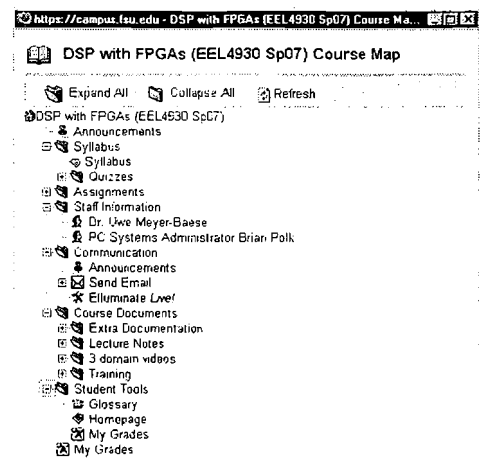 https://campus.fsu.edu - DSP with FPGAs (EEL4930 Sp07) Course Ma...
DSP with FPGAs (EEL4930 Sp07) Course Map
Expand All Collapse All Refresh
DSP with FPGAs (EEL4930 Sp07)
Announcements
Syllabus
Syllabus
Quizzes
Assignments
Staff Information
Dr. Uwe Meyer-Baese
PC Systems Administrator Brian Polk
Communication
Announcements
Send Email
Elluminate Live!
Course Documents
Extra Documentation
Lecture Notes
3 domain videos
Training
Student Tools
Glossary
Homepage
My Grades
My Grades